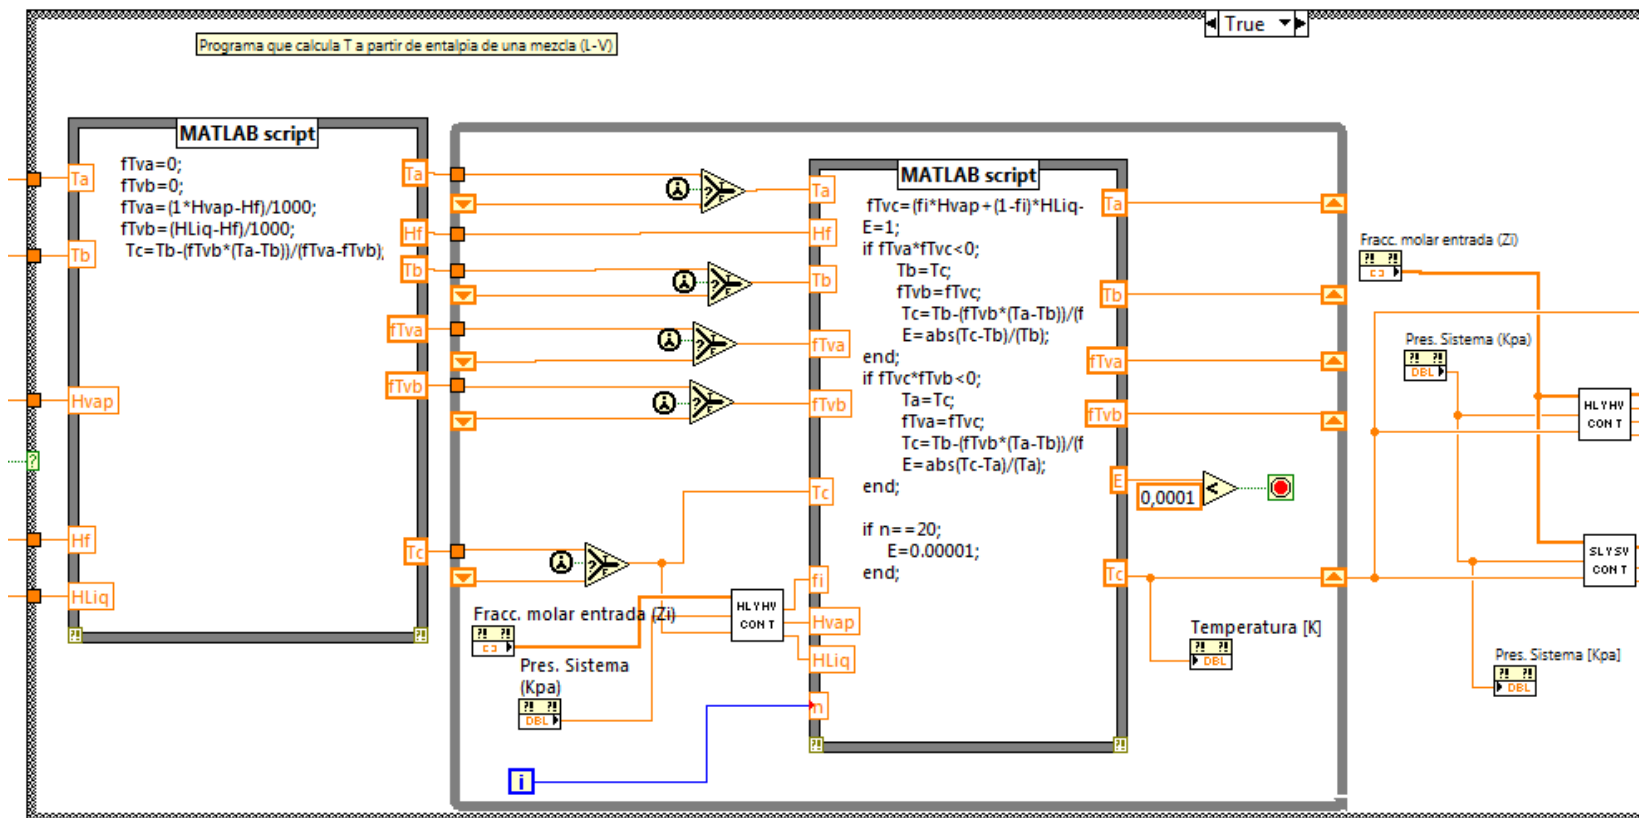 True
Programa que calcula T a partir de entalpia de una mezcla (L-V)
MATLAB script
fTva=0;
fTvb=0;
fTva=(1*Hvap-Hf)/1000;
fTvb=(HLiq-Hf)/1000;
Tc=Tb-(fTvb*(Ta-Tb))/(fTva-fTvb);
Ta
Tb
Hvap
?
Hf
HLiq
Ta
Hf
Tb
fTva
fTvb
Tc
MATLAB script
fTvc=(fi*Hvap+(1-fi)*HLiq-
E=1;
if fTva*fTvc<0;
Tb=Tc;
fTvb=fTvc;
Tc=Tb-(fTvb*(Ta-Tb))/(f
E=abs(Tc-Tb)/(Tb);
end;
if fTvc*fTvb<0;
Ta=Tc;
fTva=fTvc;
Tc=Tb-(fTvb*(Ta-Tb))/(f
E=abs(Tc-Ta)/(Ta);
end;
if n==20;
E=0.00001;
end;
Ta
Hf
Tb
fTva
fTvb
Tc
fi
Hvap
HLiq
n
Ta
Tb
fTva
fTvb
E
Tc
0,0001
<
Fracc. molar entrada (Zi)
Pres. Sistema
(Kpa)
DBL
HLYHV
CONT
i
Temperatura [K]
DBL
Fracc. molar entrada (Zi)
Pres. Sistema (Kpa)
DBL
HLYHV
CONT
SLYSV
CONT
Pres. Sistema [Kpa]
DBL